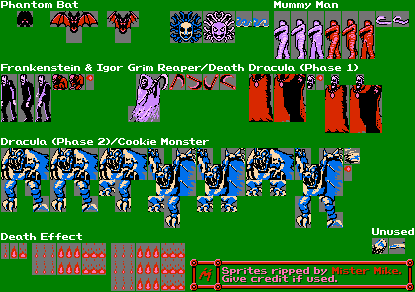 Phantom Bat
Mummy Man
Frankenstein & Igor Grim Reaper/Death Dracula (Phase 1)
Dracula (Phase 2)/Cookie Monster
Death Effect
Unused
Sprites ripped by Mister Mike.
Give credit if used.